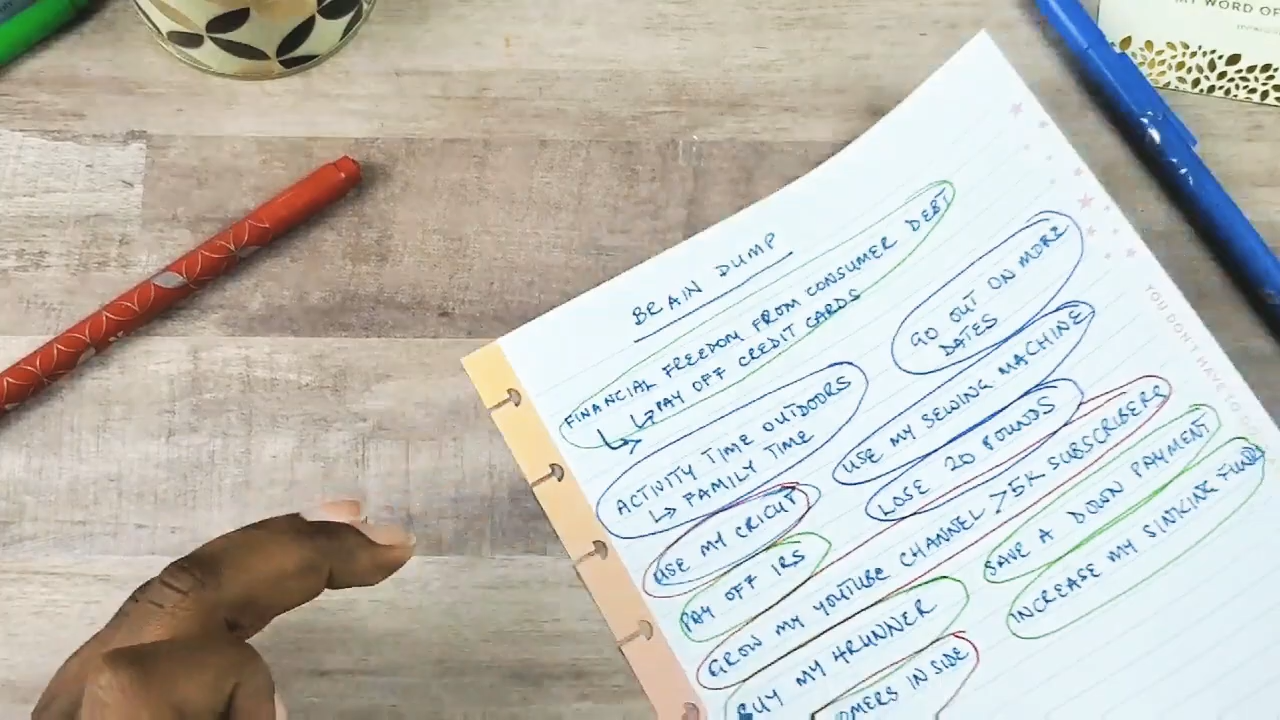 MY WORD OF
BRAIN DUMP
FINANCIAL FREEDOM FROM CONSUMER DEBT
↳ PAY OFF CREDIT CARDS
GO OUT ON MORE
DATES
ACTIVITY TIME OUTDOORS
↳ FAMILY TIME
USE MY SEWING MACHINE
USE MY CRICUT
LOSE 20 POUNDS
PAY OFF IRS
GROW MY YOUTUBE CHANNEL >5K SUBSCRIBERS
SAVE A DOWN PAYMENT
BUY MY 4RUNNER
INCREASE MY SINKING FUND
OMERS INSIDE
YOU DON'T HAVE TO